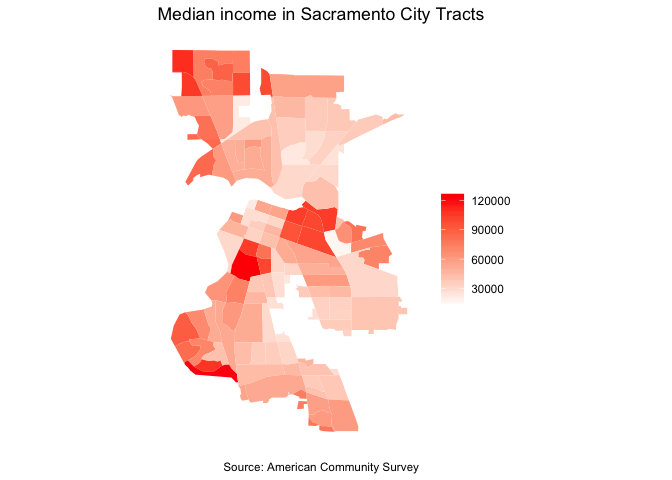 Median income in Sacramento City Tracts
120000
90000
60000
30000
Source: American Community Survey